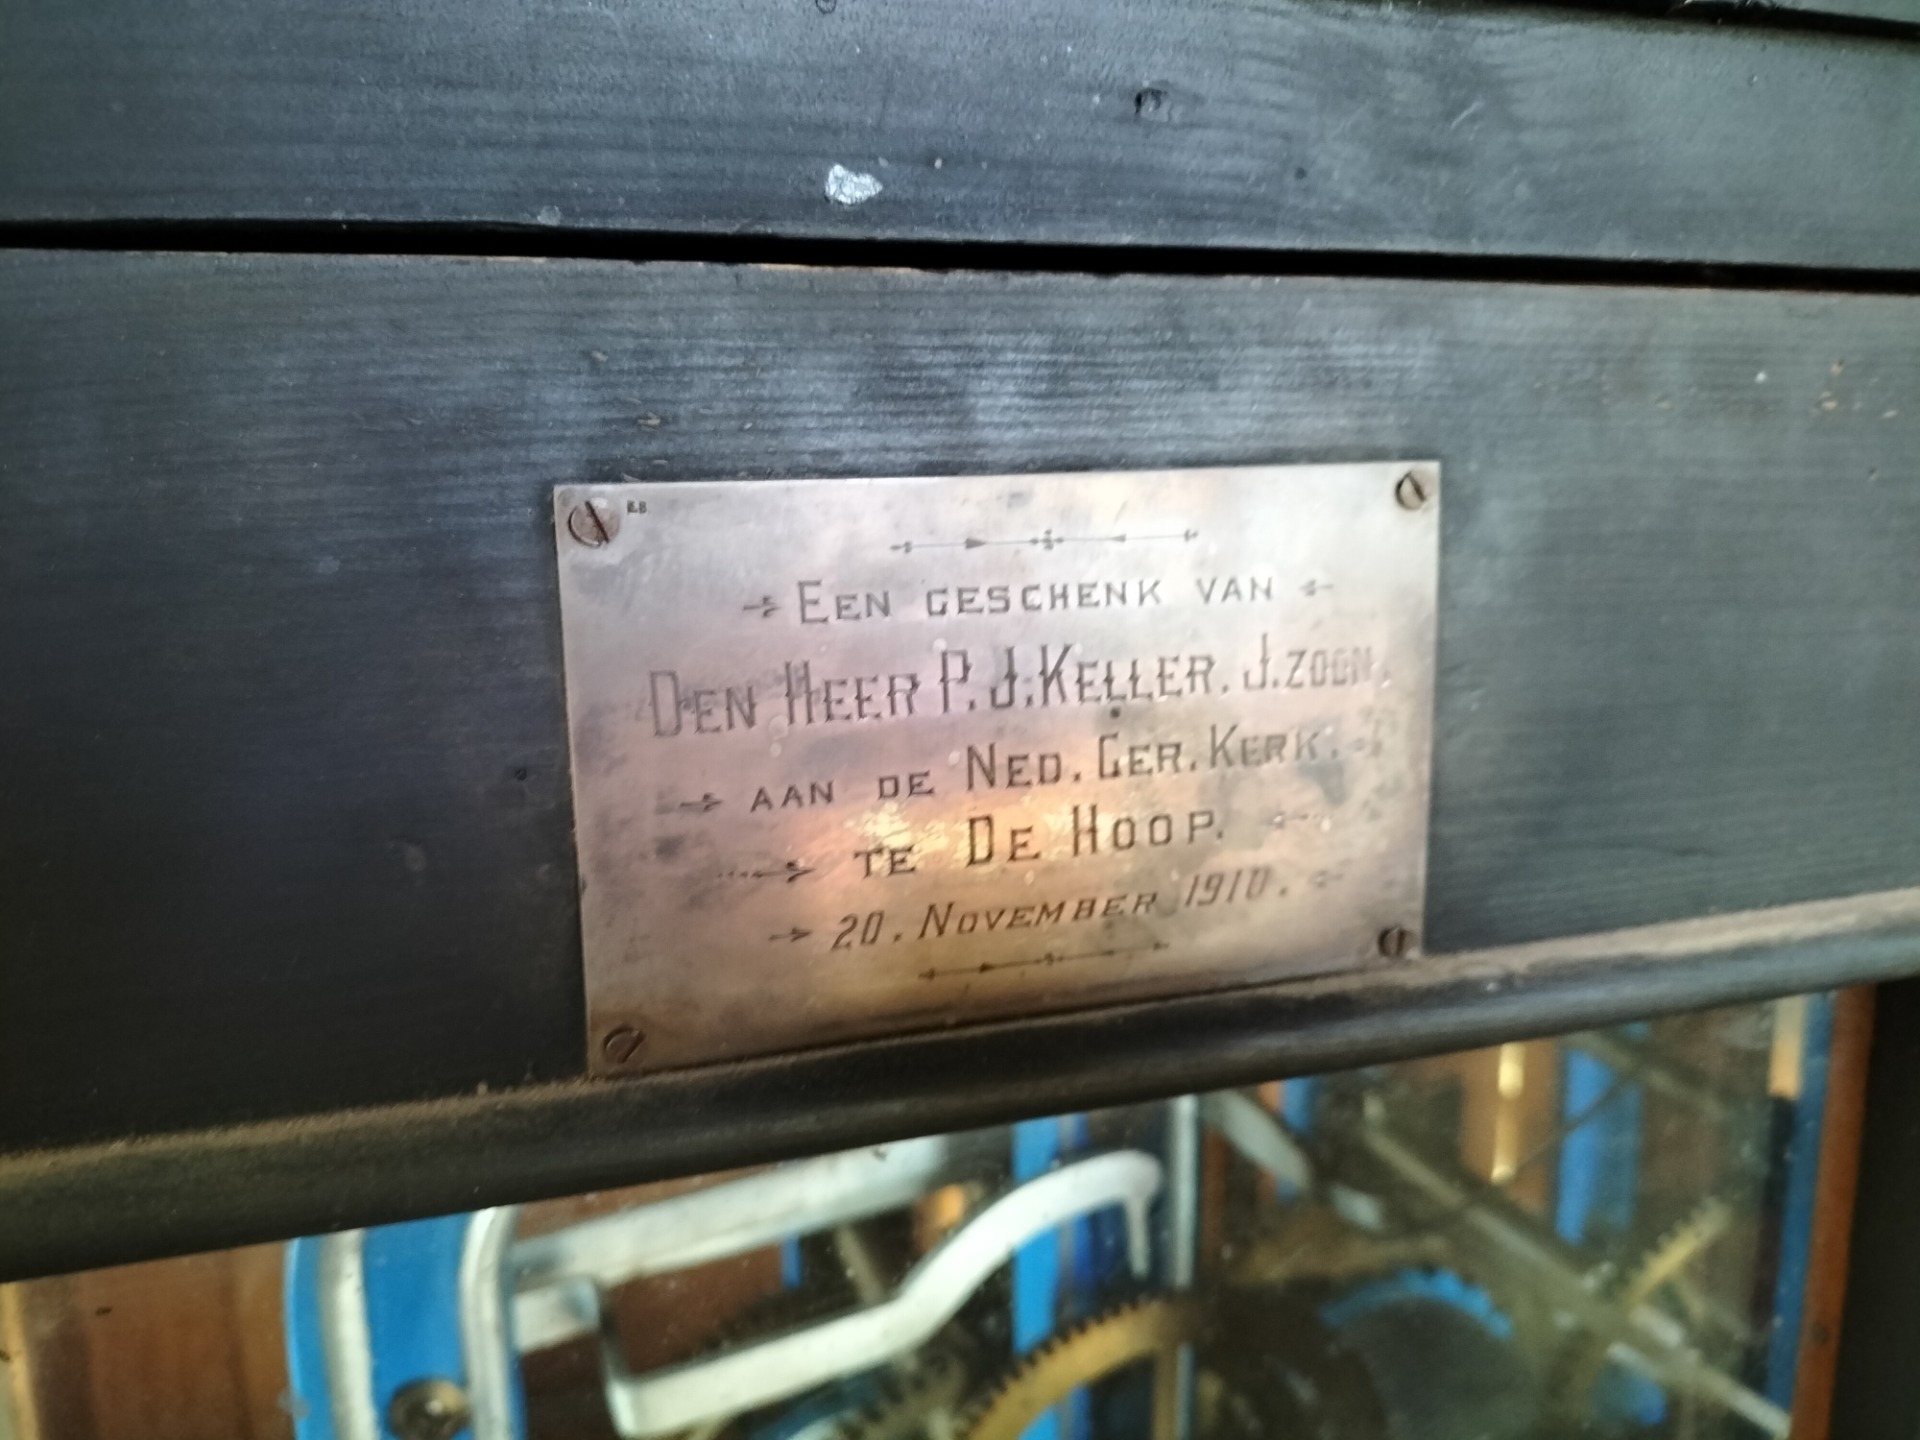 EEN GESCHENK VAN
DEN HEER P. J. KELLER. J. ZOON.
AAN DE NED. GER. KERK.
TE DE HOOP.
20. NOVEMBER 1910.